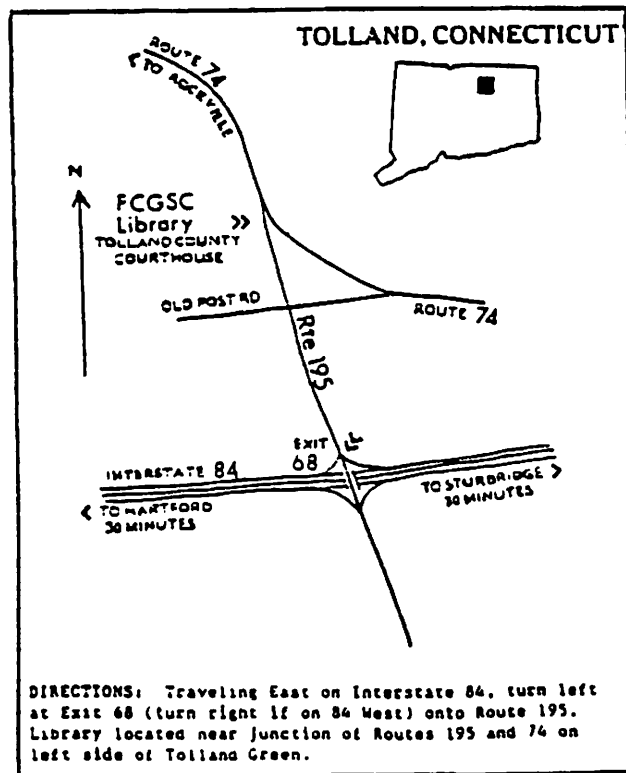 TOLLAND, CONNECTICUT
ROUTE 74
< TO ROCKVILLE
N
FCGSC
Library »
TOLLAND COUNTY
COURTHOUSE
OLD POST RD
ROUTE 74
Rte 195
EXIT
68
INTERSTATE 84
< TO HARTFORD
30 MINUTES
TO STURBRIDGE >
30 MINUTES
DIRECTIONS: Traveling East on Interstate 84, turn left
at Exit 68 (turn right if on 84 West) onto Route 195.
Library located near Junction of Routes 195 and 74 on
left side of Tolland Green.